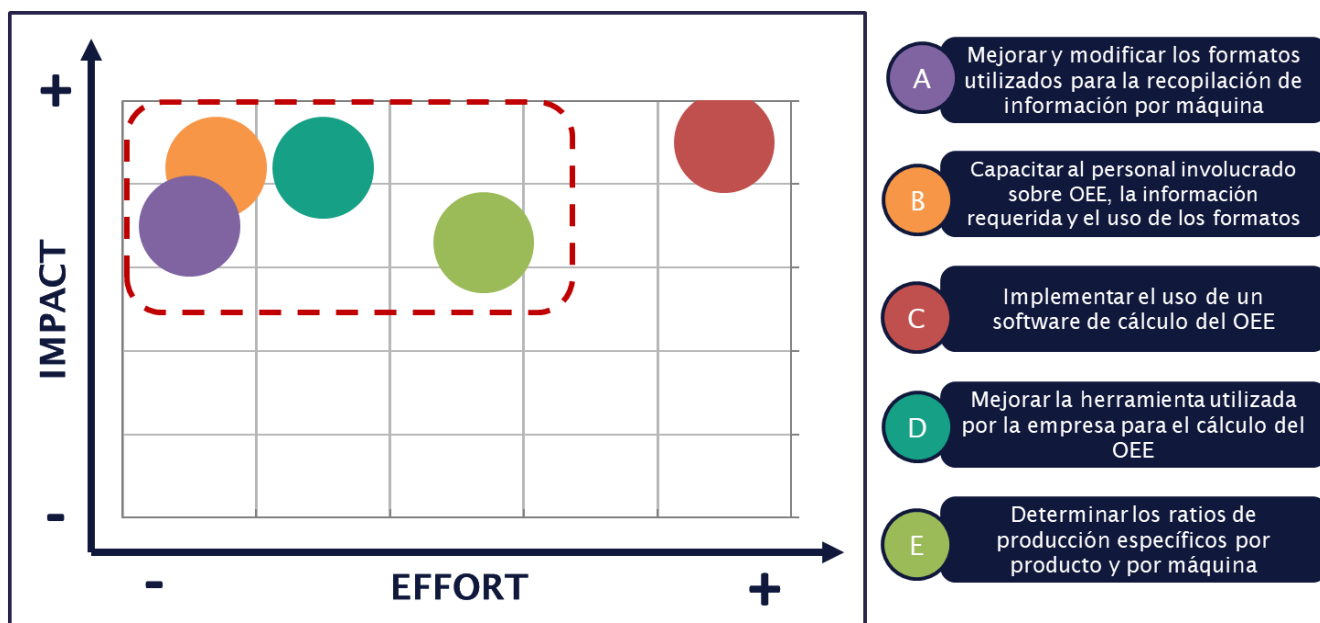 +
IMPACT
-
-
EFFORT
+
A
Mejorar y modificar los formatos
utilizados para la recopilación de
información por máquina
B
Capacitar al personal involucrado
sobre OEE, la información
requerida y el uso de los formatos
C
Implementar el uso de un
software de cálculo del OEE
D
Mejorar la herramienta utilizada
por la empresa para el cálculo del
OEE
E
Determinar los ratios de
producción específicos por
producto y por máquina